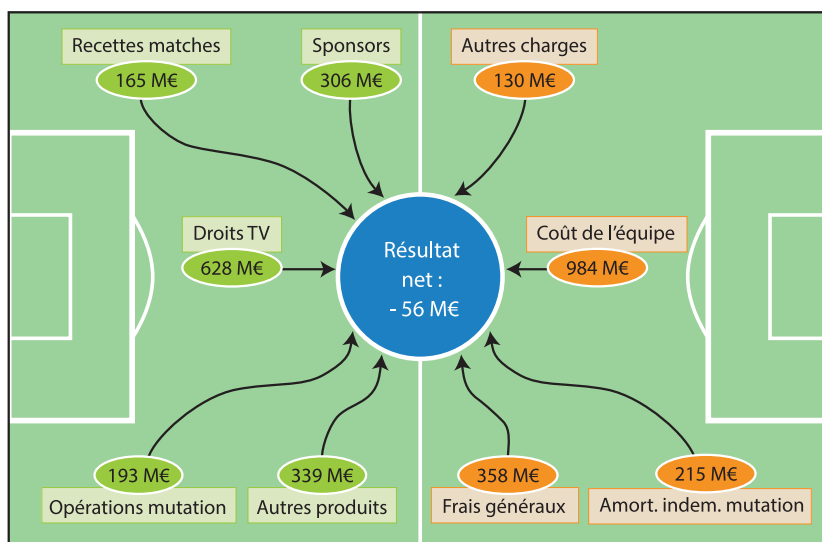 Recettes matches
165 M€
Sponsors
306 M€
Autres charges
130 M€
Droits TV
628 M€
Résultat
net :
- 56 M€
Coût de l'équipe
984 M€
193 M€
Opérations mutation
339 M€
Autres produits
358 M€
Frais généraux
215 M€
Amort. indem. mutation